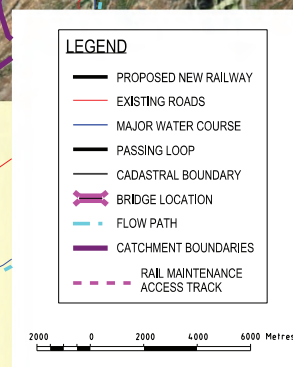 LEGEND
PROPOSED NEW RAILWAY
EXISTING ROADS
MAJOR WATER COURSE
PASSING LOOP
CADASTRAL BOUNDARY
BRIDGE LOCATION
FLOW PATH
CATCHMENT BOUNDARIES
RAIL MAINTENANCE
ACCESS TRACK
2000 0 2000 4000 6000 Metres